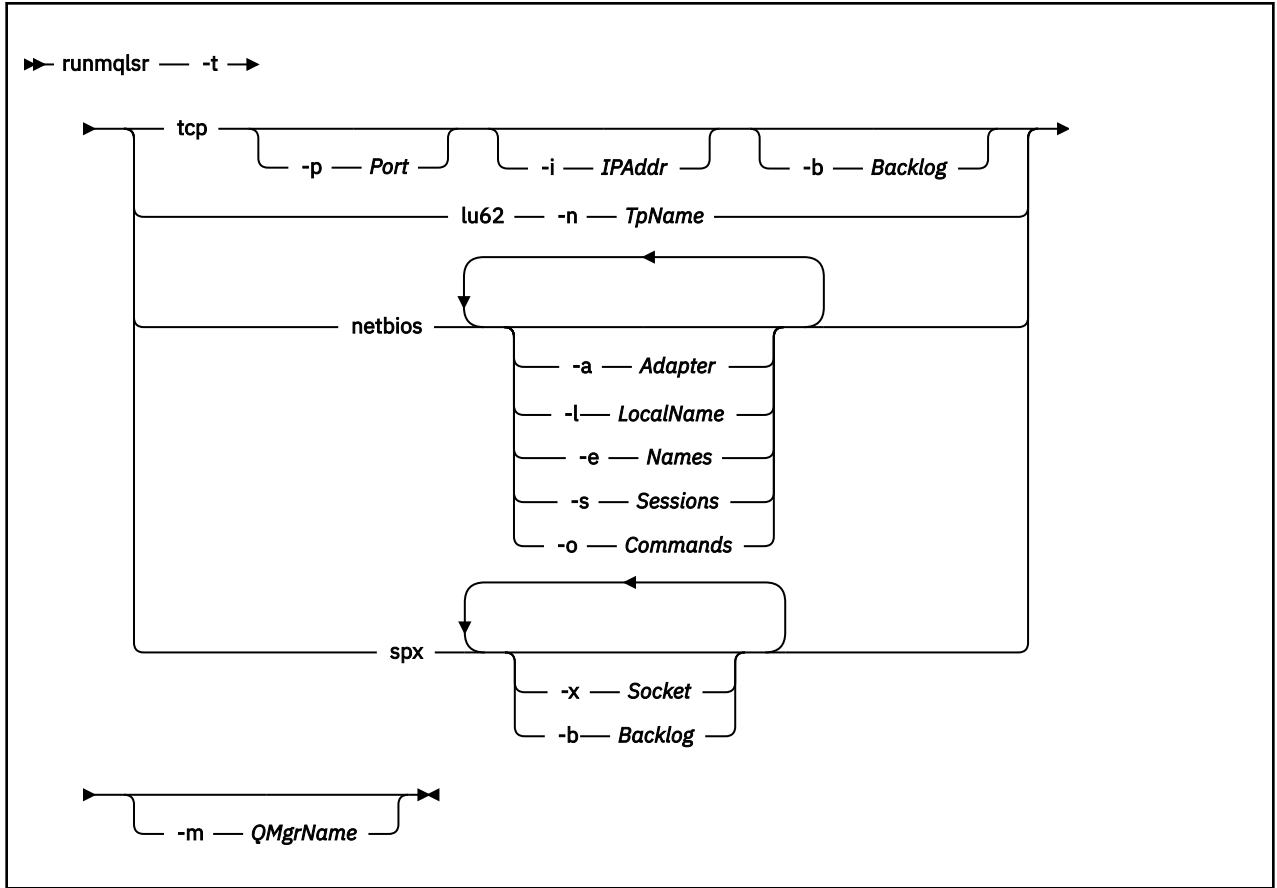 runmqlsr -t
tcp
-p Port -i IPAddr -b Backlog
lu62 -n TpName
netbios
-a Adapter
-l LocalName
-e Names
-s Sessions
-o Commands
spx
-x Socket
-b Backlog
-m QMgrName